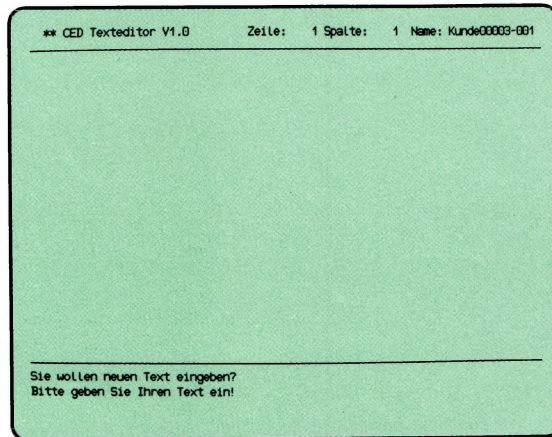 ** CED Texteditor V1.0 Zeile: 1 Spalte: 1 Name: Kunde00003-001
Sie wollen neuen Text eingeben?
Bitte geben Sie Ihren Text ein!